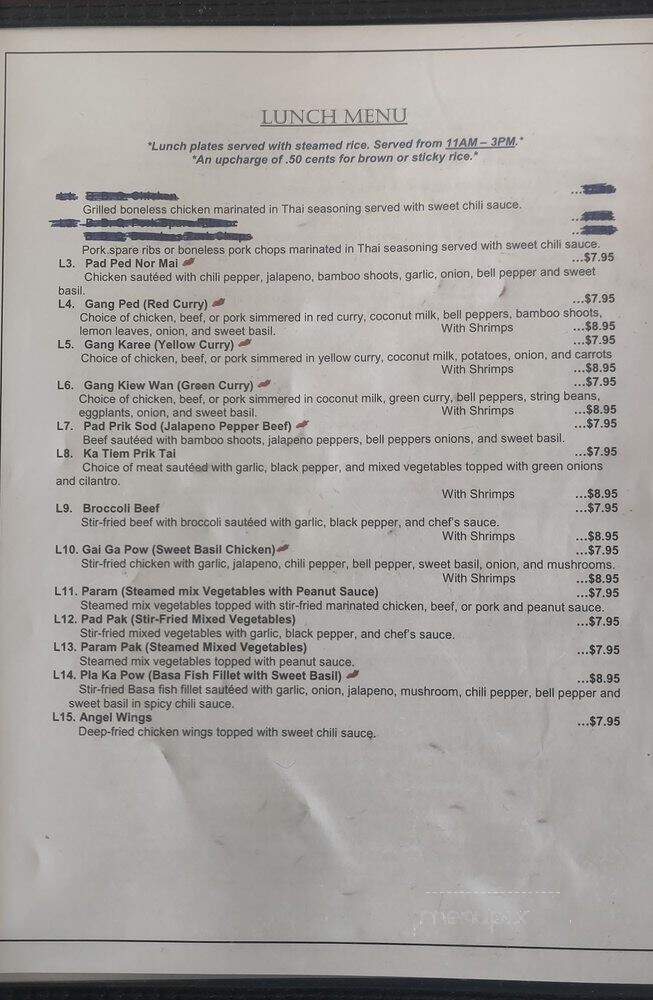 LUNCH MENU
*Lunch plates served with steamed rice. Served from 11AM – 3PM.*
*An upcharge of .50 cents for brown or sticky rice.*
Grilled boneless chicken marinated in Thai seasoning served with sweet chili sauce.
Pork spare ribs or boneless pork chops marinated in Thai seasoning served with sweet chili sauce.
L3. Pad Ped Nor Mai ...$7.95
Chicken sautéed with chili pepper, jalapeno, bamboo shoots, garlic, onion, bell pepper and sweet
basil.
L4. Gang Ped (Red Curry) ...$7.95
Choice of chicken, beef, or pork simmered in red curry, coconut milk, bell peppers, bamboo shoots,
lemon leaves, onion, and sweet basil. With Shrimps ...$8.95
L5. Gang Karee (Yellow Curry) ...$7.95
Choice of chicken, beef, or pork simmered in yellow curry, coconut milk, potatoes, onion, and carrots
With Shrimps ...$8.95
L6. Gang Kiew Wan (Green Curry) ...$7.95
Choice of chicken, beef, or pork simmered in coconut milk, green curry, bell peppers, string beans,
eggplants, onion, and sweet basil. With Shrimps ...$8.95
L7. Pad Prik Sod (Jalapeno Pepper Beef) ...$7.95
Beef sautéed with bamboo shoots, jalapeno peppers, bell peppers onions, and sweet basil.
L8. Ka Tiem Prik Tai ...$7.95
Choice of meat sautéed with garlic, black pepper, and mixed vegetables topped with green onions
and cilantro.
With Shrimps ...$8.95
L9. Broccoli Beef ...$7.95
Stir-fried beef with broccoli sautéed with garlic, black pepper, and chef's sauce.
With Shrimps ...$8.95
L10. Gai Ga Pow (Sweet Basil Chicken) ...$7.95
Stir-fried chicken with garlic, jalapeno, chili pepper, bell pepper, sweet basil, onion, and mushrooms.
With Shrimps ...$8.95
L11. Param (Steamed mix Vegetables with Peanut Sauce) ...$7.95
Steamed mix vegetables topped with stir-fried marinated chicken, beef, or pork and peanut sauce.
L12. Pad Pak (Stir-Fried Mixed Vegetables) ...$7.95
Stir-fried mixed vegetables with garlic, black pepper, and chef's sauce.
L13. Param Pak (Steamed Mixed Vegetables) ...$7.95
Steamed mix vegetables topped with peanut sauce.
L14. Pla Ka Pow (Basa Fish Fillet with Sweet Basil) ...$8.95
Stir-fried Basa fish fillet sautéed with garlic, onion, jalapeno, mushroom, chili pepper, bell pepper and
sweet basil in spicy chili sauce.
L15. Angel Wings ...$7.95
Deep-fried chicken wings topped with sweet chili sauce.